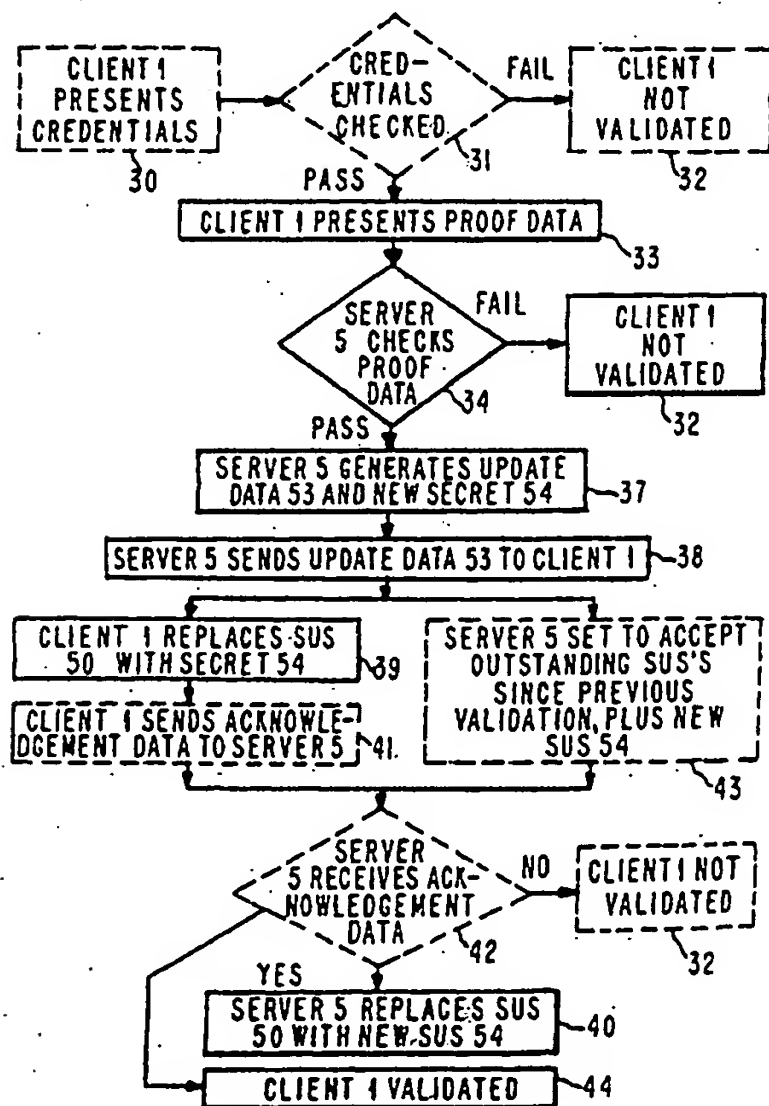 CLIENT 1
PRESENTS
CREDENTIALS
30
CRED-
ENTIALS
CHECKED
31
FAIL
CLIENT 1
NOT
VALIDATED
32
PASS
CLIENT 1 PRESENTS PROOF DATA
33
SERVER
5 CHECKS
PROOF
DATA
34
FAIL
CLIENT 1
NOT
VALIDATED
32
PASS
SERVER 5 GENERATES UPDATE
DATA 53 AND NEW SECRET 54
37
SERVER 5 SENDS UPDATE DATA 53 TO CLIENT 1
38
CLIENT 1 REPLACES SUS
50 WITH SECRET 54
39
CLIENT 1 SENDS ACKNOWLE-
DGEMENT DATA TO SERVER 5
41
SERVER 5 SET TO ACCEPT
OUTSTANDING SUS'S
SINCE PREVIOUS
VALIDATION, PLUS NEW
SUS 54
43
SERVER
5 RECEIVES ACK-
NOWLEDGEMENT
DATA
42
NO
CLIENT 1 NOT
VALIDATED
32
YES
SERVER 5 REPLACES SUS
50 WITH NEW SUS 54
40
CLIENT 1 VALIDATED
44